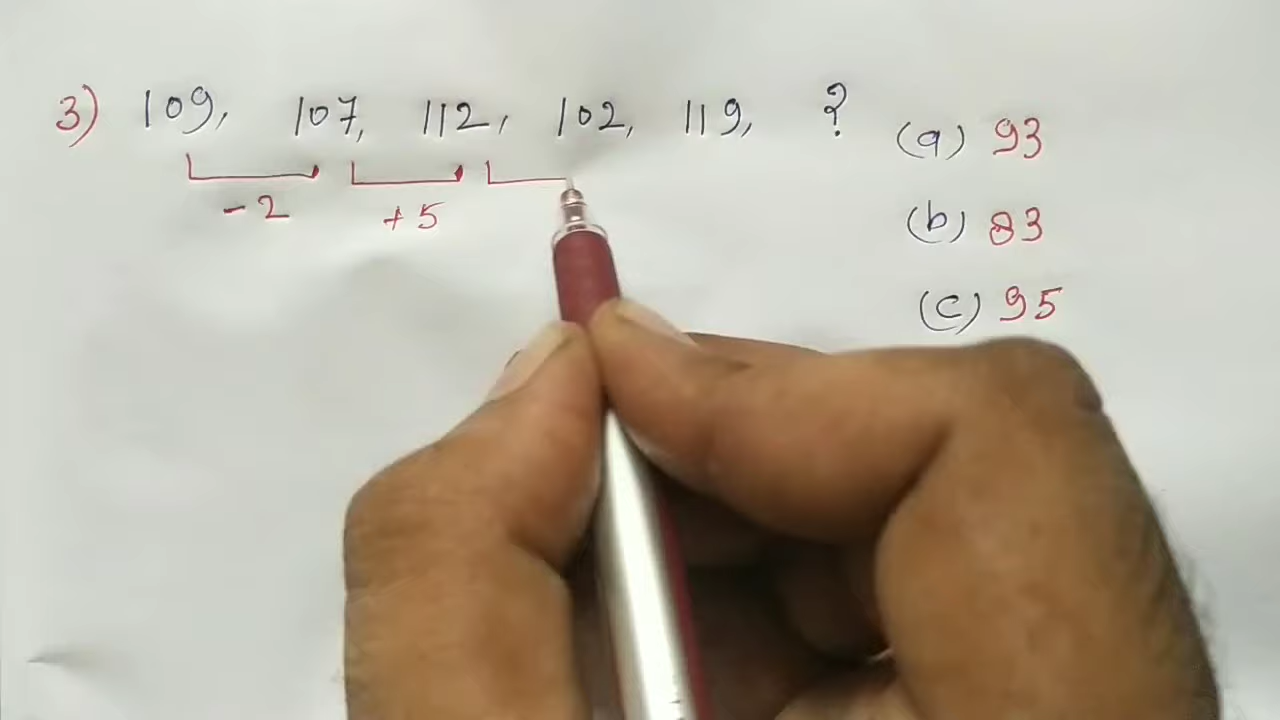 3) 109, 107, 112, 102, 119, ?
-2 +5
(a) 93
(b) 83
(c) 95